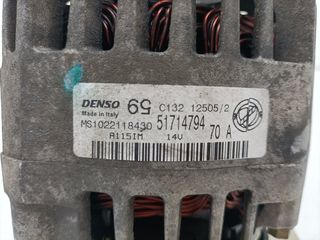 DENSO 69 C132 12505/2
Made in Italy
MS1022118430 51714794
A115IM 14V 70 A